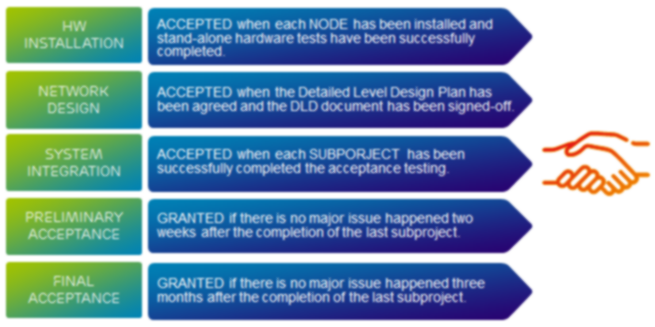 HW
INSTALLATION
ACCEPTED when each NODE has been installed and
stand-alone hardware tests have been successfully
completed.
NETWORK
DESIGN
ACCEPTED when the Detailed Level Design Plan has
been agreed and the DLD document has been signed-off.
SYSTEM
INTEGRATION
ACCEPTED when each SUBPORJECT has been
successfully completed the acceptance testing.
PRELIMINARY
ACCEPTANCE
GRANTED if there is no major issue happened two
weeks after the completion of the last subproject.
FINAL
ACCEPTANCE
GRANTED if there is no major issue happened three
months after the completion of the last subproject.